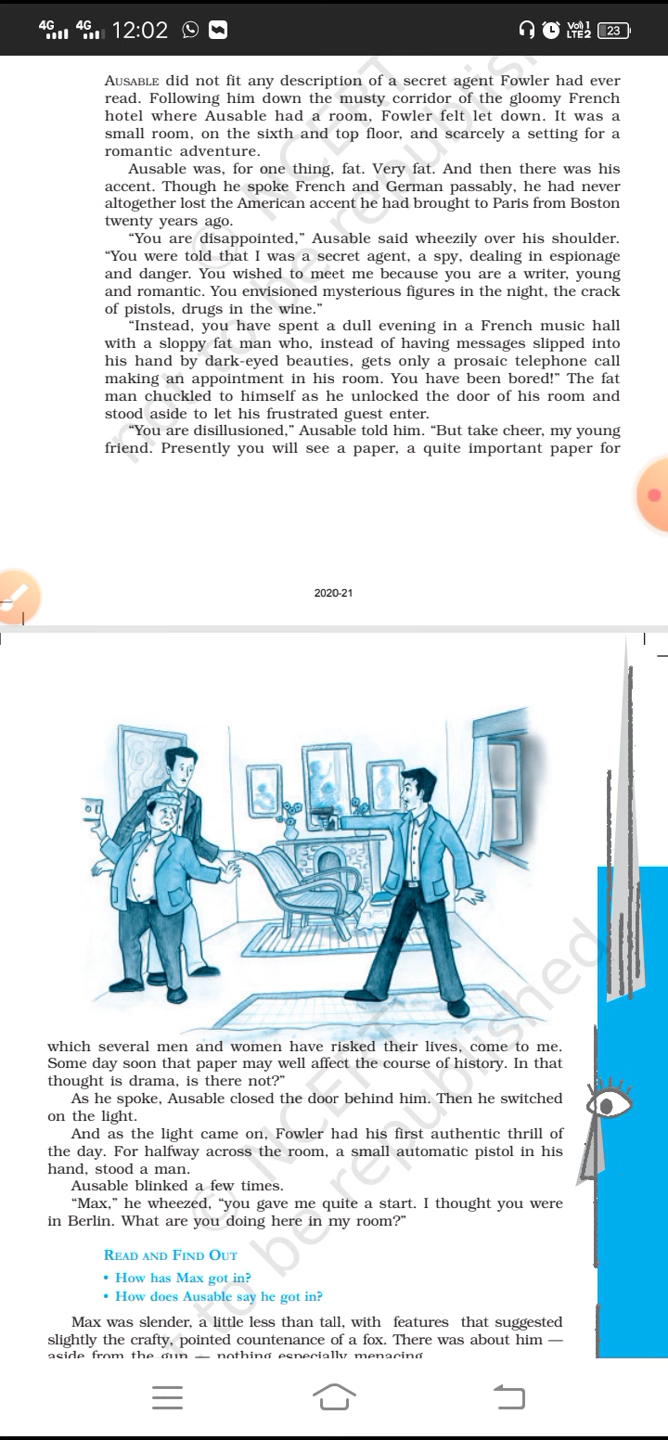 4G 4G 12:02 Vo)) 1 LTE2 23
AUSABLE did not fit any description of a secret agent Fowler had ever
read. Following him down the musty corridor of the gloomy French
hotel where Ausable had a room, Fowler felt let down. It was a
small room, on the sixth and top floor, and scarcely a setting for a
romantic adventure.
Ausable was, for one thing, fat. Very fat. And then there was his
accent. Though he spoke French and German passably, he had never
altogether lost the American accent he had brought to Paris from Boston
twenty years ago.
“You are disappointed,” Ausable said wheezily over his shoulder.
“You were told that I was a secret agent, a spy, dealing in espionage
and danger. You wished to meet me because you are a writer, young
and romantic. You envisioned mysterious figures in the night, the crack
of pistols, drugs in the wine.”
“Instead, you have spent a dull evening in a French music hall
with a sloppy fat man who, instead of having messages slipped into
his hand by dark-eyed beauties, gets only a prosaic telephone call
making an appointment in his room. You have been bored!” The fat
man chuckled to himself as he unlocked the door of his room and
stood aside to let his frustrated guest enter.
“You are disillusioned,” Ausable told him. “But take cheer, my young
friend. Presently you will see a paper, a quite important paper for
© NCERT
not to be republished
2020-21
which several men and women have risked their lives, come to me.
Some day soon that paper may well affect the course of history. In that
thought is drama, is there not?”
As he spoke, Ausable closed the door behind him. Then he switched
on the light.
And as the light came on, Fowler had his first authentic thrill of
the day. For halfway across the room, a small automatic pistol in his
hand, stood a man.
Ausable blinked a few times.
“Max,” he wheezed, “you gave me quite a start. I thought you were
in Berlin. What are you doing here in my room?”
READ AND FIND OUT
• How has Max got in?
• How does Ausable say he got in?
Max was slender, a little less than tall, with features that suggested
slightly the crafty, pointed countenance of a fox. There was about him —
aside from the gun — nothing especially menacing.
© NCERT
to be republished